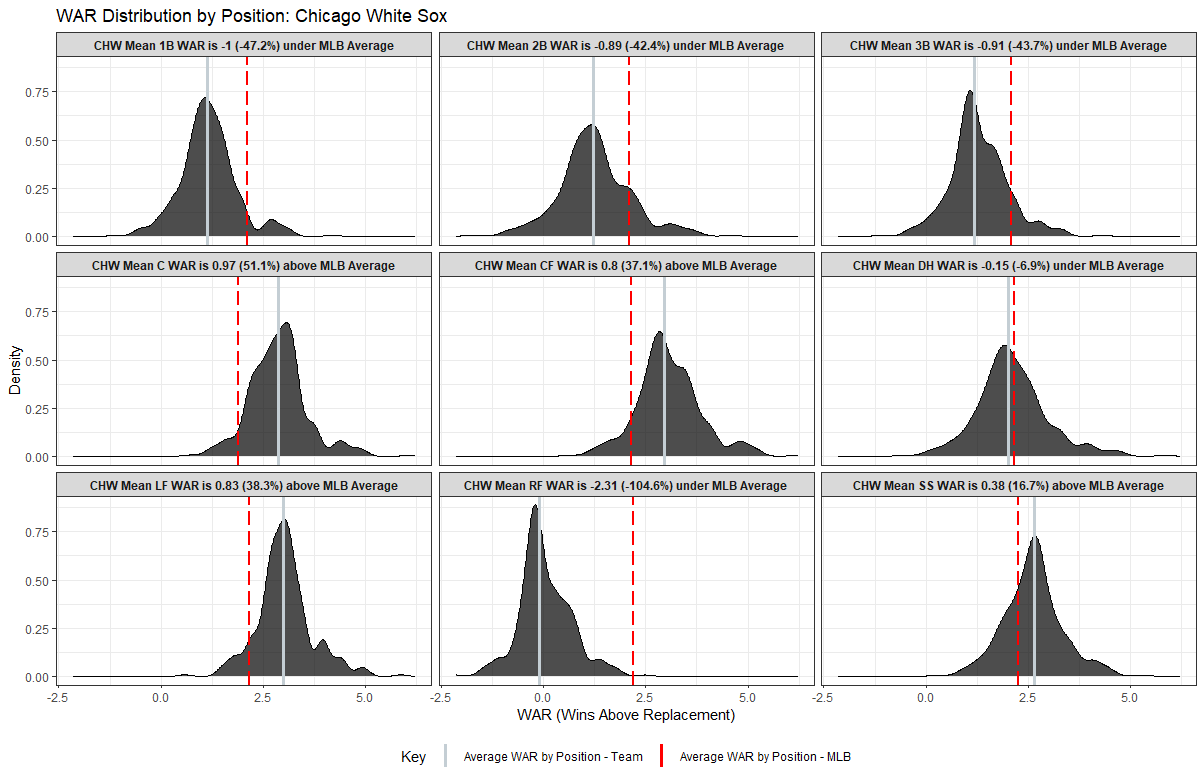 WAR Distribution by Position: Chicago White Sox
CHW Mean 1B WAR is -1 (-47.2%) under MLB Average
CHW Mean 2B WAR is -0.89 (-42.4%) under MLB Average
CHW Mean 3B WAR is -0.91 (-43.7%) under MLB Average
0.75
0.50
0.25
0.00
CHW Mean C WAR is 0.97 (51.1%) above MLB Average
CHW Mean CF WAR is 0.8 (37.1%) above MLB Average
CHW Mean DH WAR is -0.15 (-6.9%) under MLB Average
0.75
0.50
0.25
0.00
Density
CHW Mean LF WAR is 0.83 (38.3%) above MLB Average
CHW Mean RF WAR is -2.31 (-104.6%) under MLB Average
CHW Mean SS WAR is 0.38 (16.7%) above MLB Average
0.75
0.50
0.25
0.00
-2.5 0.0 2.5 5.0 -2.5 0.0 2.5 5.0 -2.5 0.0 2.5 5.0
WAR (Wins Above Replacement)
Key Average WAR by Position - Team Average WAR by Position - MLB